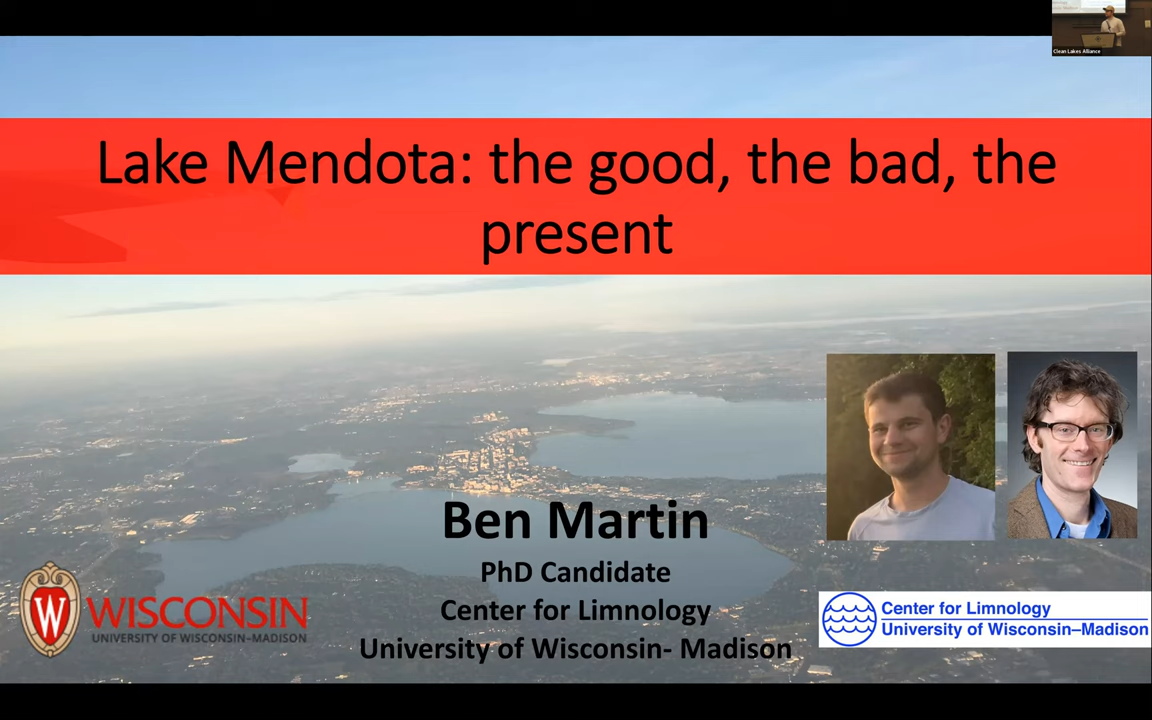 Clean Lakes Alliance
Lake Mendota: the good, the bad, the
present
Ben Martin
PhD Candidate
Center for Limnology
University of Wisconsin- Madison
W
WISCONSIN
UNIVERSITY OF WISCONSIN–MADISON
Center for Limnology
University of Wisconsin–Madison